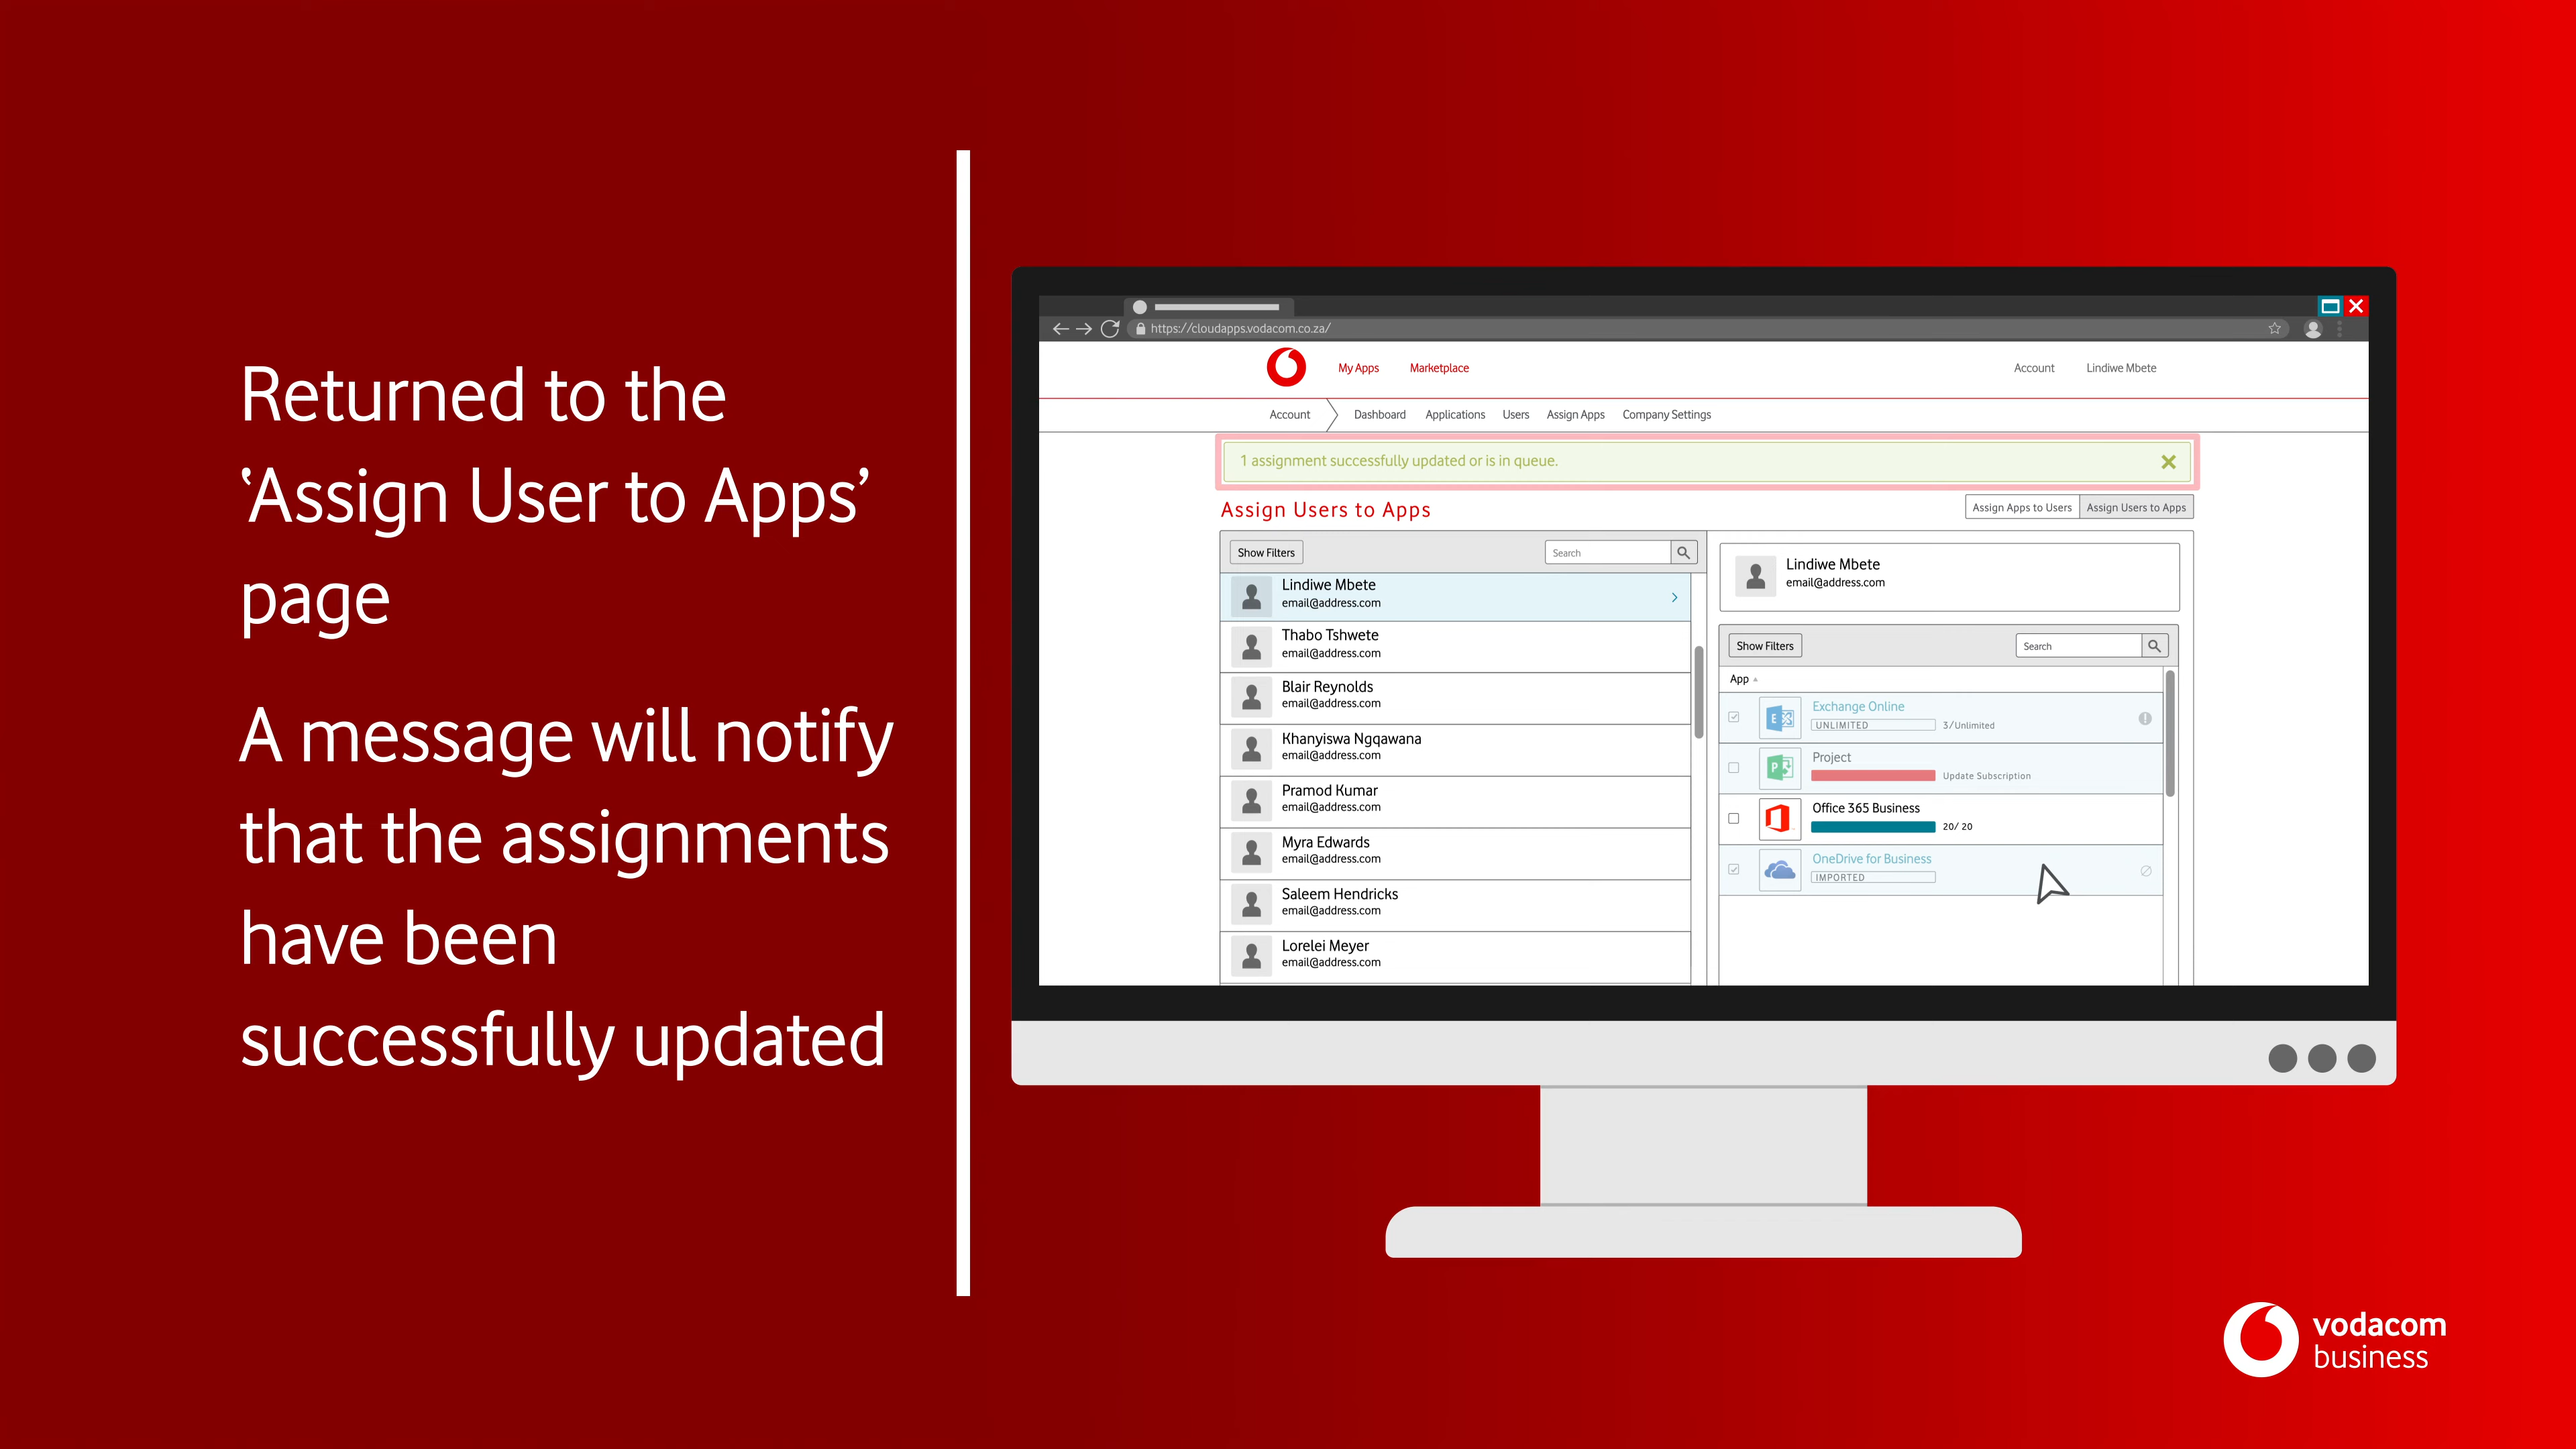 Returned to the
‘Assign User to Apps’
page
A message will notify
that the assignments
have been
successfully updated
https://cloudapps.vodacom.co.za/
My Apps Marketplace Account Lindiwe Mbete
Account Dashboard Applications Users Assign Apps Company Settings
1 assignment successfully updated or is in queue.
Assign Users to Apps
Assign Apps to Users Assign Users to Apps
Show Filters Search
Lindiwe Mbete
email@address.com
Thabo Tshwete
email@address.com
Blair Reynolds
email@address.com
Khanyiswa Ngqawana
email@address.com
Pramod Kumar
email@address.com
Myra Edwards
email@address.com
Saleem Hendricks
email@address.com
Lorelei Meyer
email@address.com
Lindiwe Mbete
email@address.com
Show Filters Search
App
Exchange Online
UNLIMITED 3/Unlimited
Project
Update Subscription
Office 365 Business
20/ 20
OneDrive for Business
IMPORTED
vodacom
business